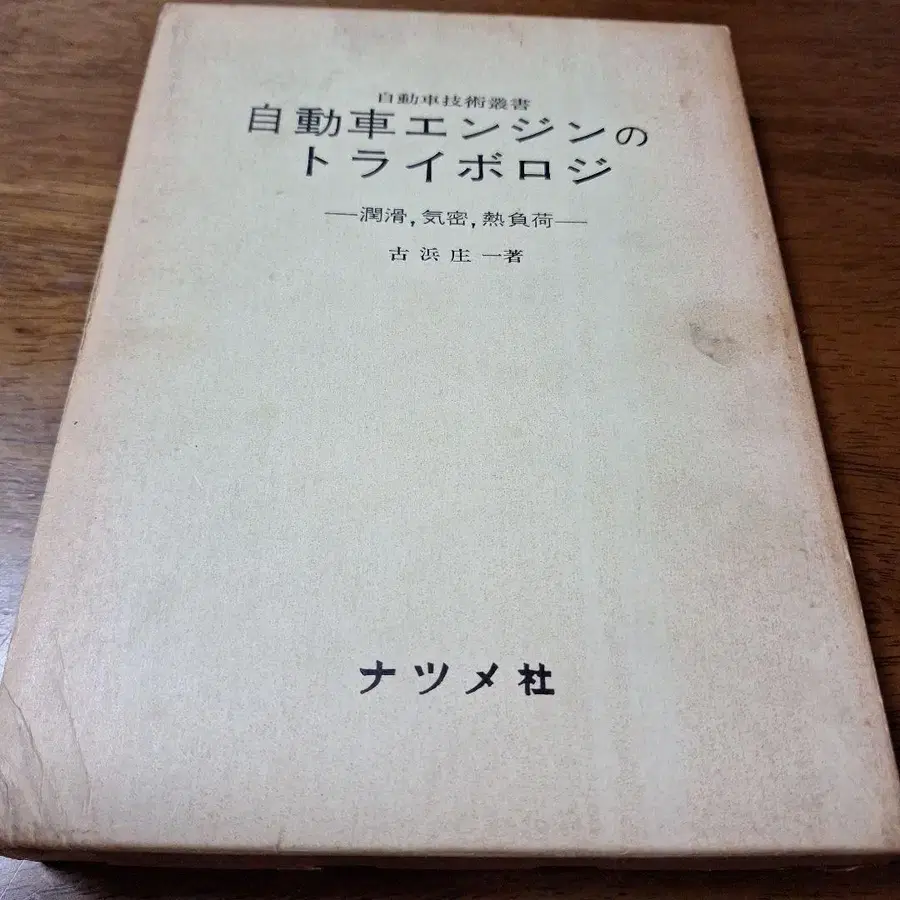 自動車技術叢書
自動車エンジンの
トライボロジ
―潤滑,気密,熱負荷―
古浜庄一著
ナツメ社